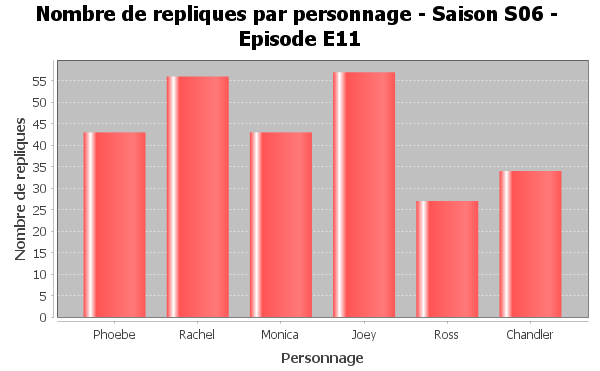 Nombre de repliques par personnage - Saison S06 -
Episode E11
Nombre de repliques
55
50
45
40
35
30
25
20
15
10
5
0
Phoebe Rachel Monica Joey Ross Chandler
Personnage